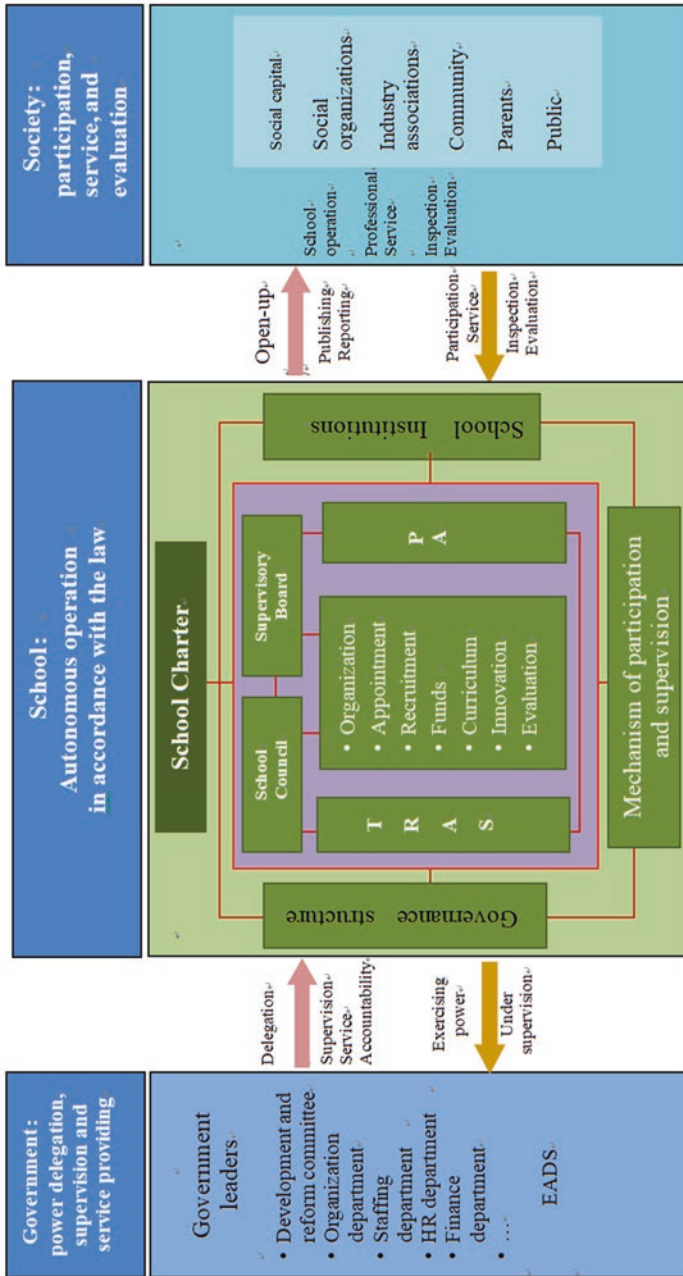 Government:
power delegation,
supervision and
service providing
Government
leaders
• Development and
reform committee
• Organization
department
• Staffing
department
• HR department
• Finance
department
• …
EADS
Delegation
Supervision
Service
Accountability
Exercising
power
Under
supervision
School:
Autonomous operation
in accordance with the law
School Charter
Governance structure
School
Council
Supervisory
Board
T
R
A
S
• Organization
• Appointment
• Recruitment
• Funds
• Curriculum
• Innovation
• Evaluation
P
A
School Institutions
Mechanism of participation
and supervision
Open-up
Publishing
Reporting
Participation
Service
Inspection
Evaluation
Society:
participation,
service, and
evaluation
School
operation
Professional
Service
Inspection
Evaluation
Social capital
Social
organizations
Industry
associations
Community
Parents
Public